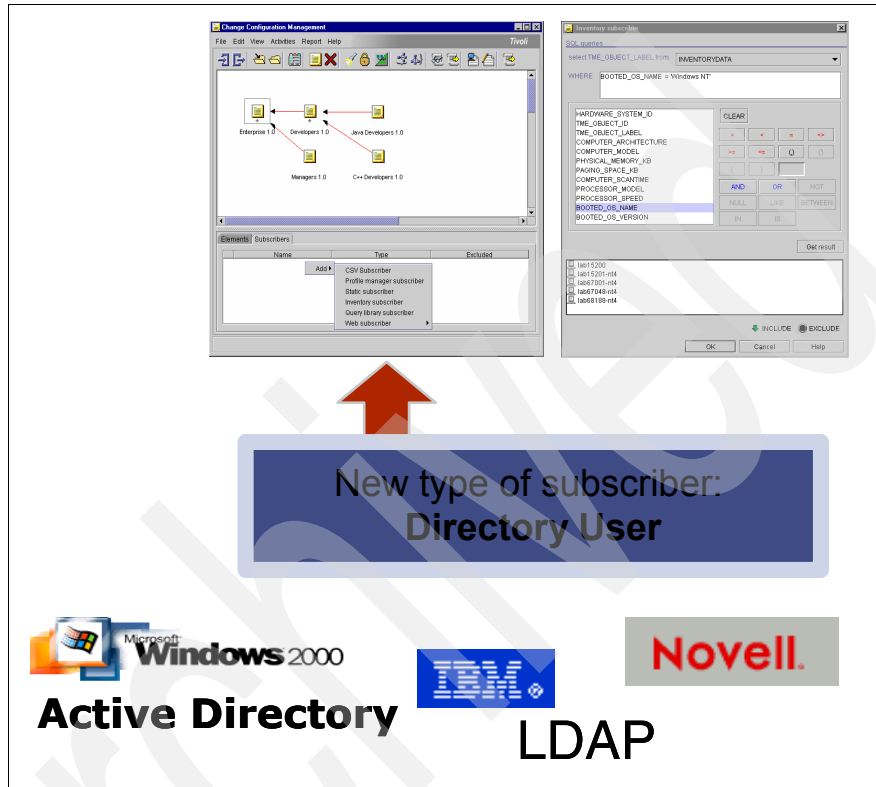 Change Configuration Management
File Edit View Activities Report Help Tivoli
Enterprise 1.0 Developers 1.0 Java Developers 1.0
Managers 1.0 C++ Developers 1.0
Elements Subscribers
Name Type Excluded
Add
CSV Subscriber
Profile manager subscriber
Static subscriber
Inventory subscriber
Query library subscriber
Web subscriber
Inventory subscriber
SQL queries
select TME_OBJECT_LABEL from INVENTORYDATA
WHERE BOOTED_OS_NAME = 'Windows NT'
HARDWARE_SYSTEM_ID
TME_OBJECT_ID
TME_OBJECT_LABEL
COMPUTER_ARCHITECTURE
COMPUTER_MODEL
PHYSICAL_MEMORY_KB
PAGING_SPACE_KB
COMPUTER_SCANTIME
PROCESSOR_MODEL
PROCESSOR_SPEED
BOOTED_OS_NAME
BOOTED_OS_VERSION
CLEAR
= <>
>= <= () 
AND OR NOT
NULL LIKE BETWEEN
IN IS
Get result
lab15200
lab15201-nt4
lab67001-nt4
lab67048-nt4
lab68188-nt4
INCLUDE EXCLUDE
OK Cancel Help
New type of subscriber:
Directory User
Microsoft
Windows 2000
Active Directory
IBM ®
LDAP
Novell.
Archived